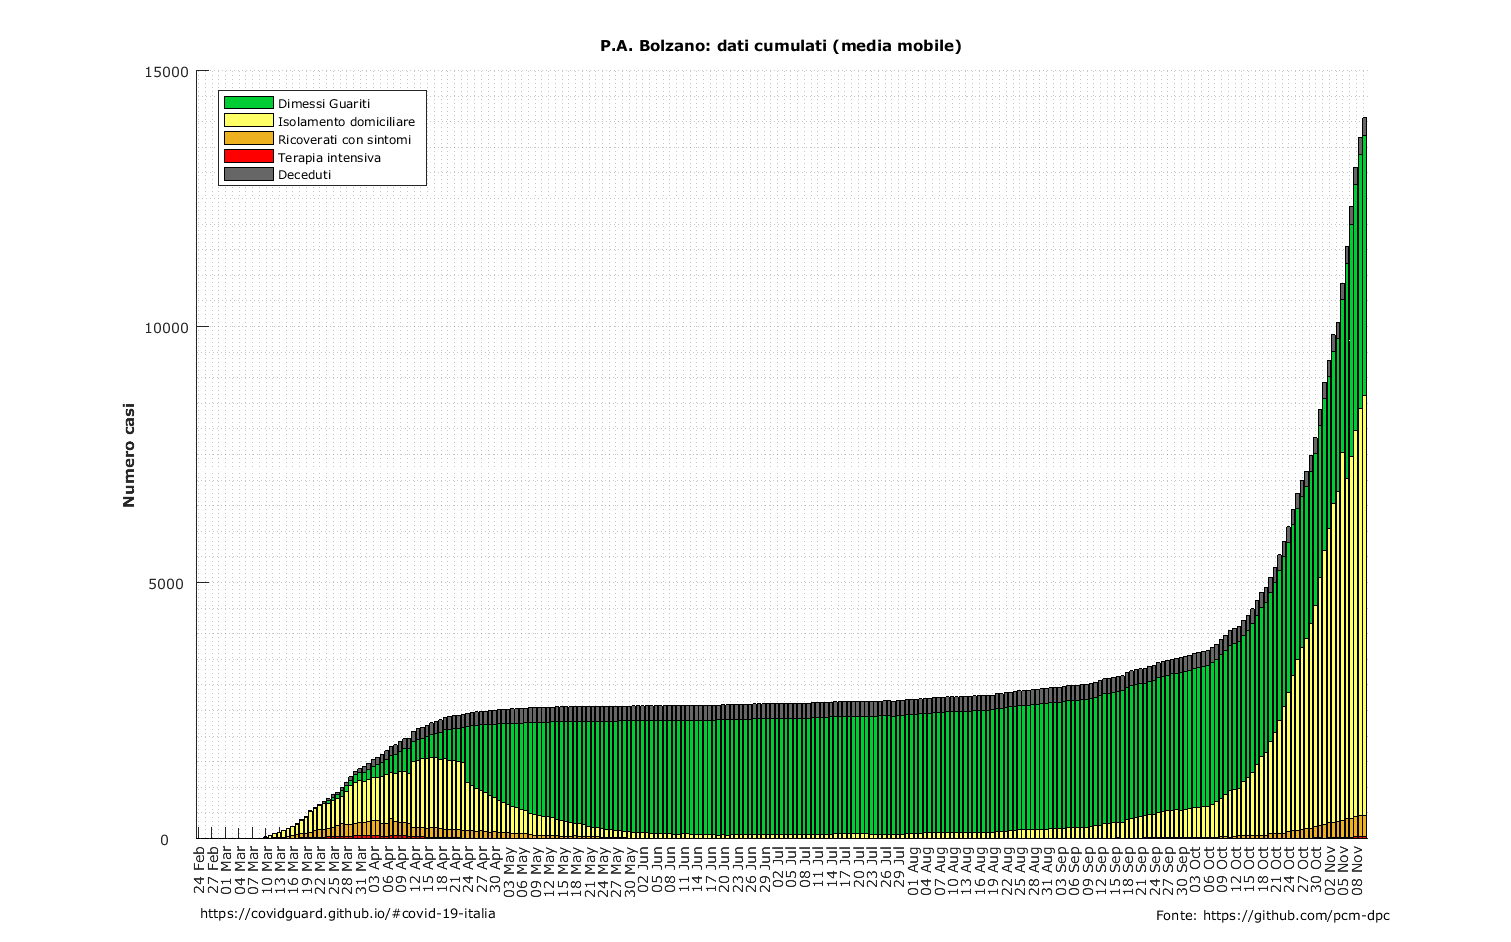 P.A. Bolzano: dati cumulati (media mobile)
15000
10000
5000
0
Numero casi
Dimessi Guariti
Isolamento domiciliare
Ricoverati con sintomi
Terapia intensiva
Deceduti
24 Feb
27 Feb
01 Mar
04 Mar
07 Mar
10 Mar
13 Mar
16 Mar
19 Mar
22 Mar
25 Mar
28 Mar
31 Mar
03 Apr
06 Apr
09 Apr
12 Apr
15 Apr
18 Apr
21 Apr
24 Apr
27 Apr
30 Apr
03 May
06 May
09 May
12 May
15 May
18 May
21 May
24 May
27 May
30 May
02 Jun
05 Jun
08 Jun
11 Jun
14 Jun
17 Jun
20 Jun
23 Jun
26 Jun
29 Jun
02 Jul
05 Jul
08 Jul
11 Jul
14 Jul
17 Jul
20 Jul
23 Jul
26 Jul
29 Jul
01 Aug
04 Aug
07 Aug
10 Aug
13 Aug
16 Aug
19 Aug
22 Aug
25 Aug
28 Aug
31 Aug
03 Sep
06 Sep
09 Sep
12 Sep
15 Sep
18 Sep
21 Sep
24 Sep
27 Sep
30 Sep
03 Oct
06 Oct
09 Oct
12 Oct
15 Oct
18 Oct
21 Oct
24 Oct
27 Oct
30 Oct
02 Nov
05 Nov
08 Nov
https://covidguard.github.io/#covid-19-italia
Fonte: https://github.com/pcm-dpc